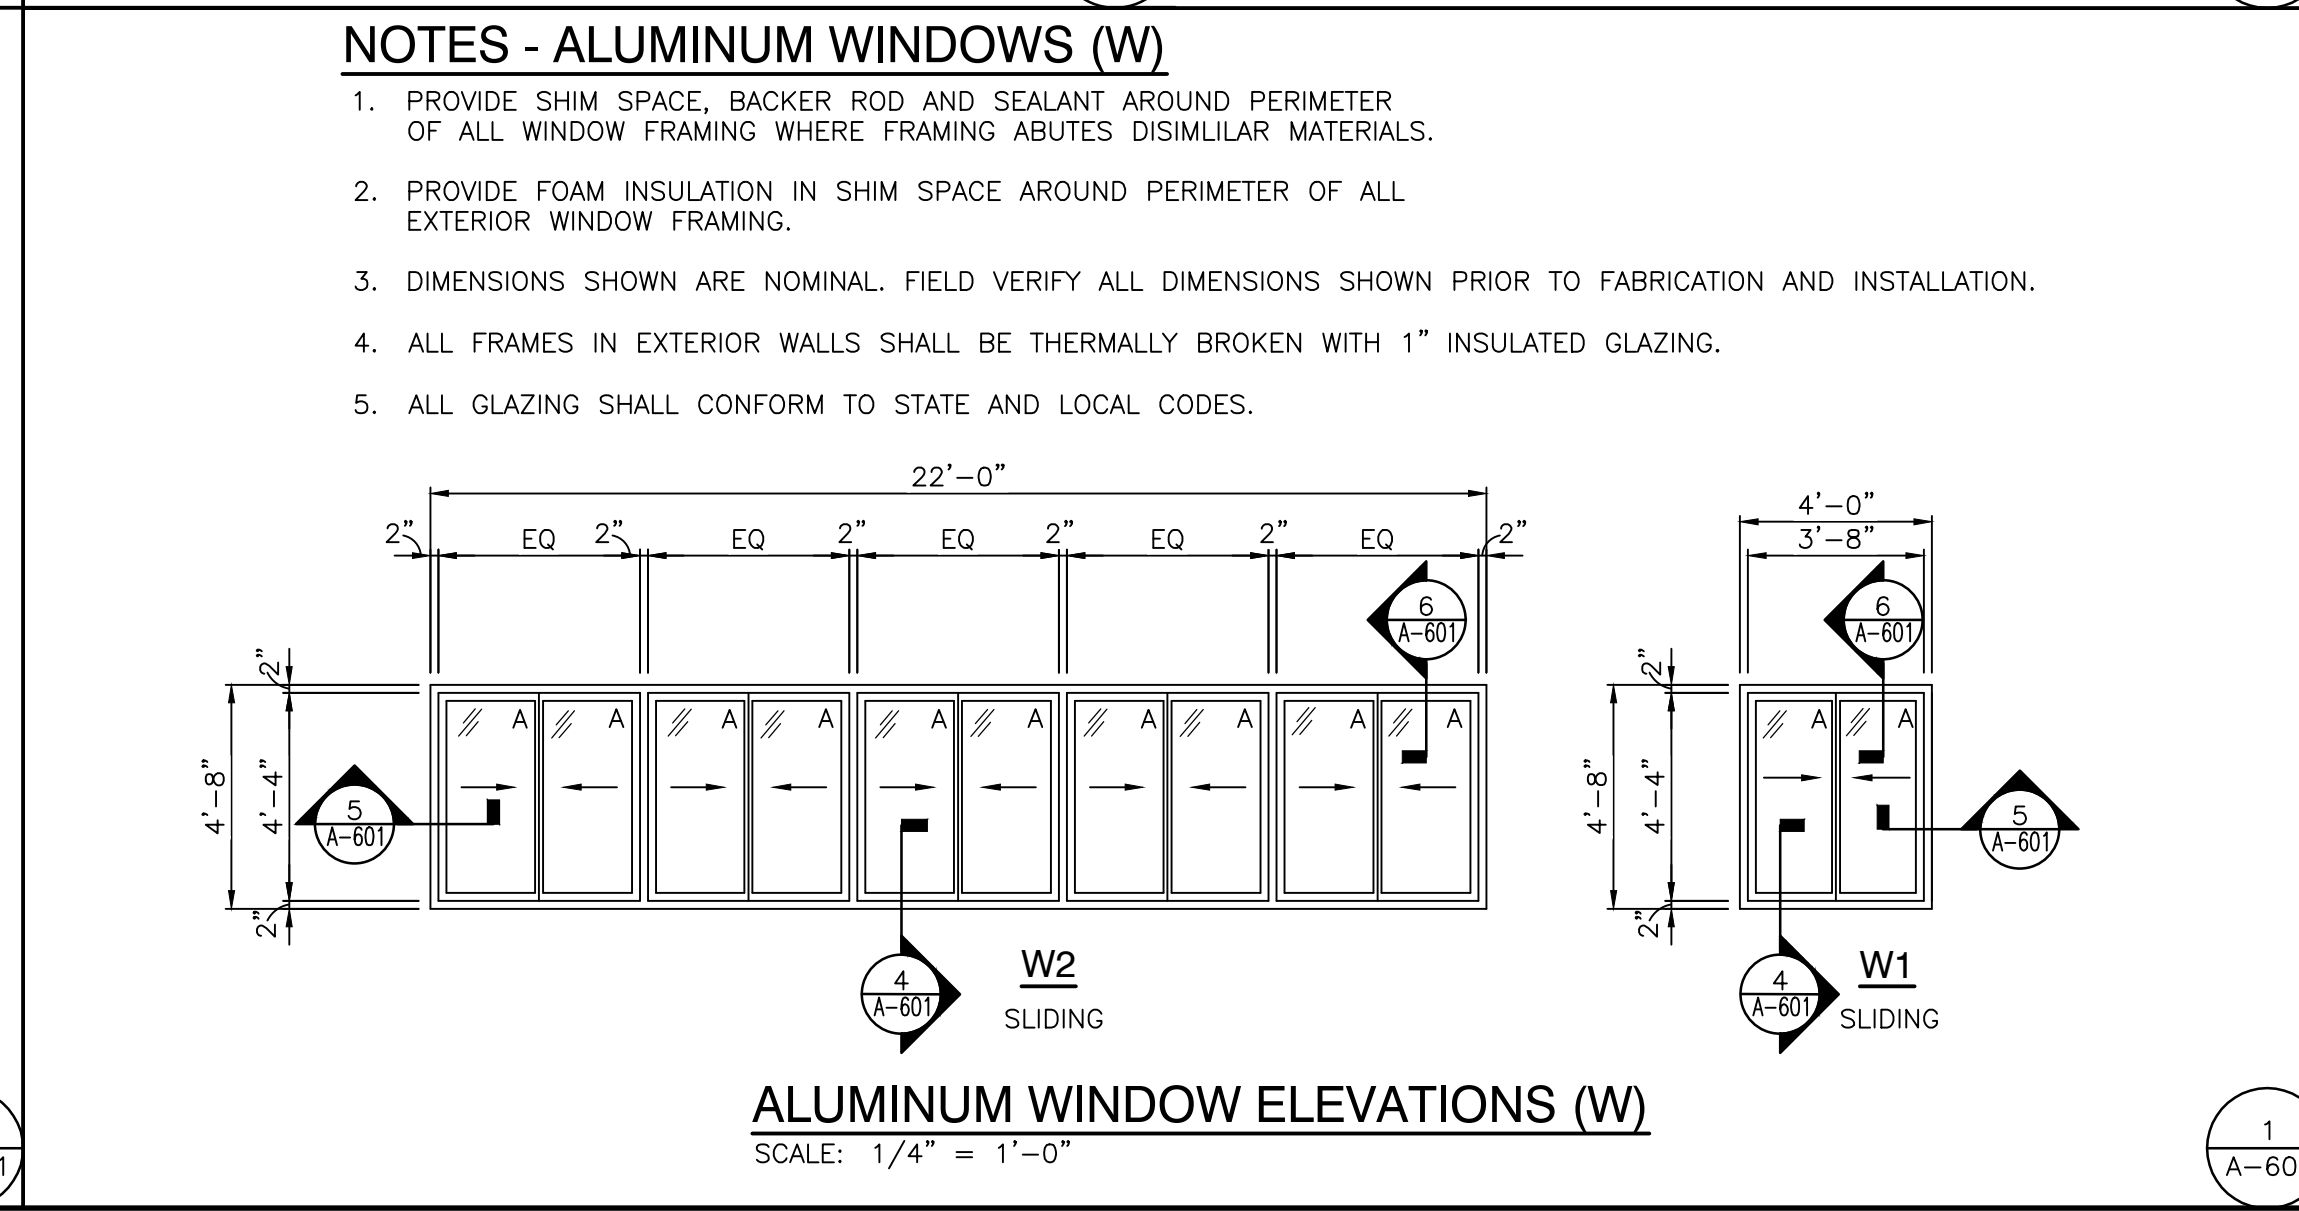 NOTES - ALUMINUM WINDOWS (W)
1. PROVIDE SHIM SPACE, BACKER ROD AND SEALANT AROUND PERIMETER
OF ALL WINDOW FRAMING WHERE FRAMING ABUTES DISIMLILAR MATERIALS.
2. PROVIDE FOAM INSULATION IN SHIM SPACE AROUND PERIMETER OF ALL
EXTERIOR WINDOW FRAMING.
3. DIMENSIONS SHOWN ARE NOMINAL. FIELD VERIFY ALL DIMENSIONS SHOWN PRIOR TO FABRICATION AND INSTALLATION.
4. ALL FRAMES IN EXTERIOR WALLS SHALL BE THERMALLY BROKEN WITH 1" INSULATED GLAZING.
5. ALL GLAZING SHALL CONFORM TO STATE AND LOCAL CODES.
22'-0"
2" EQ 2" EQ 2" EQ 2" EQ 2" EQ 2"
6
A-601
2"
4'-8"
4'-4"
2"
A A A A A A A A A A
5
A-601
4
A-601
W2
SLIDING
4'-0"
3'-8"
6
A-601
2"
4'-8"
4'-4"
2"
A A
5
A-601
4
A-601
W1
SLIDING
ALUMINUM WINDOW ELEVATIONS (W)
SCALE: 1/4" = 1'-0"
1
1
A-60